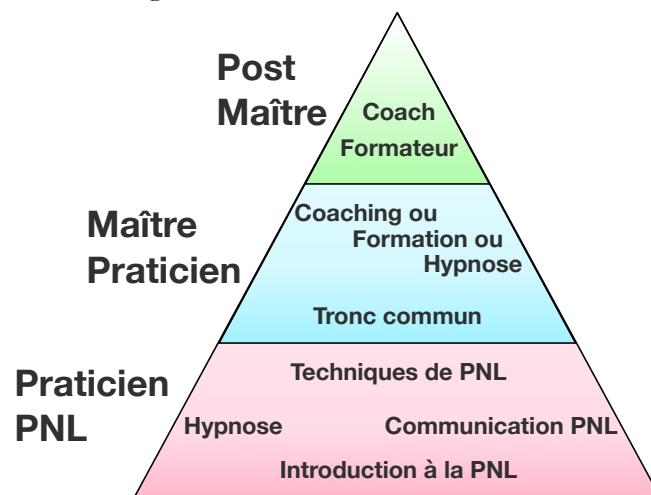 Post
Maître
Coach
Formateur
Maître
Praticien
Coaching ou
Formation ou
Hypnose
Tronc commun
Praticien
PNL
Techniques de PNL
Hypnose
Communication PNL
Introduction à la PNL